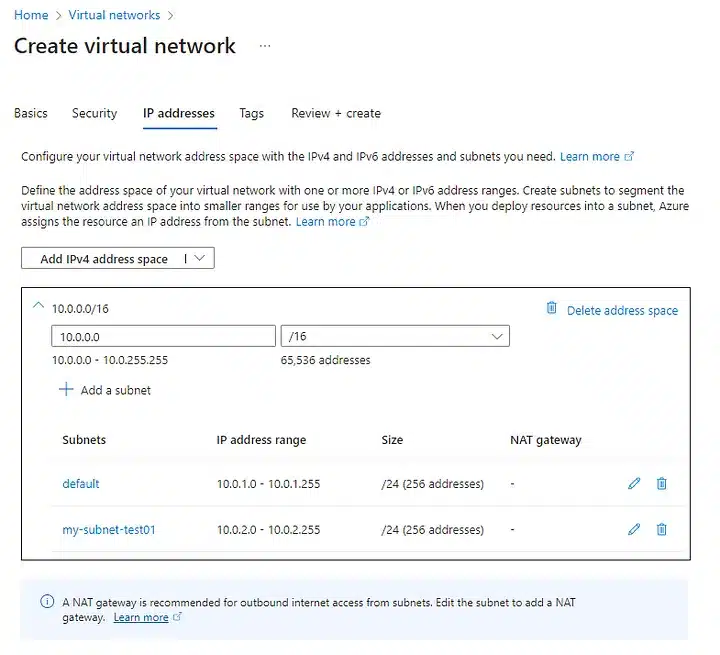 Home > Virtual networks >
Create virtual network ...
Basics Security IP addresses Tags Review + create
Configure your virtual network address space with the IPv4 and IPv6 addresses and subnets you need. Learn more
Define the address space of your virtual network with one or more IPv4 or IPv6 address ranges. Create subnets to segment the
virtual network address space into smaller ranges for use by your applications. When you deploy resources into a subnet, Azure
assigns the resource an IP address from the subnet. Learn more
Add IPv4 address space |
10.0.0.0/16 Delete address space
10.0.0.0 /16
10.0.0.0 - 10.0.255.255 65,536 addresses
+ Add a subnet
Subnets IP address range Size NAT gateway
default 10.0.1.0 - 10.0.1.255 /24 (256 addresses) -
my-subnet-test01 10.0.2.0 - 10.0.2.255 /24 (256 addresses) -
A NAT gateway is recommended for outbound internet access from subnets. Edit the subnet to add a NAT
gateway. Learn more